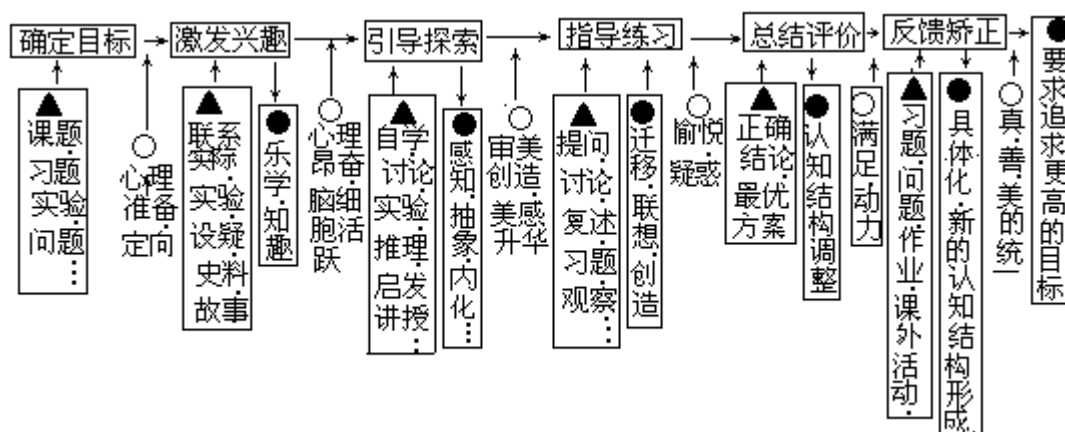 确定目标
激发兴趣
引导探索
指导练习
总结评价
反馈矫正
▲
课题·
习题·
实验·
问题…
○
心理
准备·
定向
▲
联系
实际·
实验·
设疑·
史料·
故事…
●乐学·知趣
○
心理
昂奋·
脑细
胞活
跃
▲
自学·
讨论·
实验·
推理·
启发·
讲授…
●感知·抽象·内化…
○
审美·
创造·
美感
升华
▲
提问·
讨论·
复述·
习题·
观察…
●迁移·联想·创造
○
愉悦·
疑惑
▲
正确
结论·
最优
方案
●认知结构调整
○满足·动力
▲习题·问题·作业·课外活动·
●具体化·新的认知结构形成
○真·善·美的统一
●要求追求更高的目标